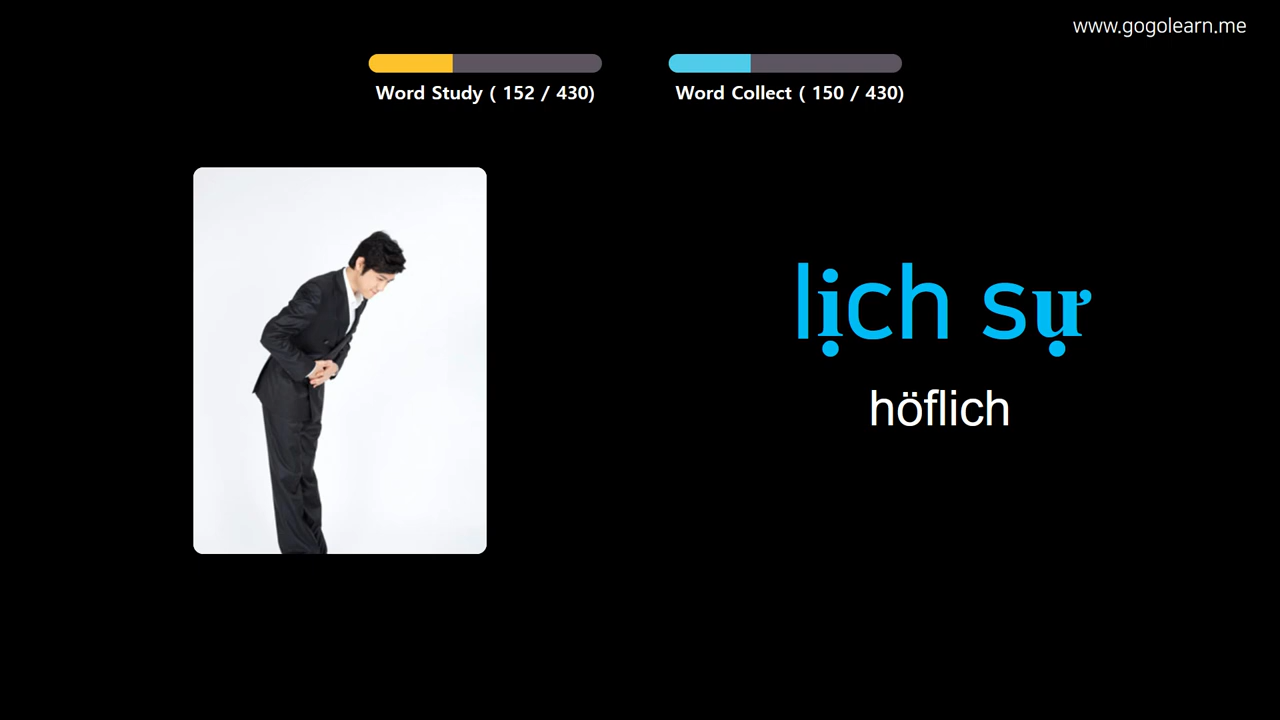 www.gogolearn.me
Word Study ( 152 / 430)
Word Collect ( 150 / 430)
lịch sự
höflich